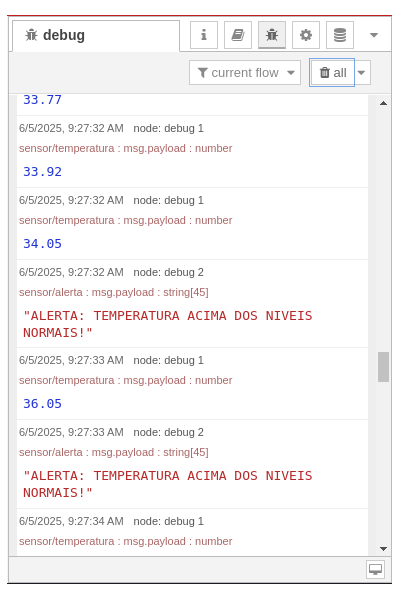 debug
i
current flow
all
33.77
6/5/2025, 9:27:32 AM node: debug 1
sensor/temperatura : msg.payload : number
33.92
6/5/2025, 9:27:32 AM node: debug 1
sensor/temperatura : msg.payload : number
34.05
6/5/2025, 9:27:32 AM node: debug 2
sensor/alerta : msg.payload : string[45]
"ALERTA: TEMPERATURA ACIMA DOS NIVEIS
NORMAIS!"
6/5/2025, 9:27:33 AM node: debug 1
sensor/temperatura : msg.payload : number
36.05
6/5/2025, 9:27:33 AM node: debug 2
sensor/alerta : msg.payload : string[45]
"ALERTA: TEMPERATURA ACIMA DOS NIVEIS
NORMAIS!"
6/5/2025, 9:27:34 AM node: debug 1
sensor/temperatura : msg.payload : number